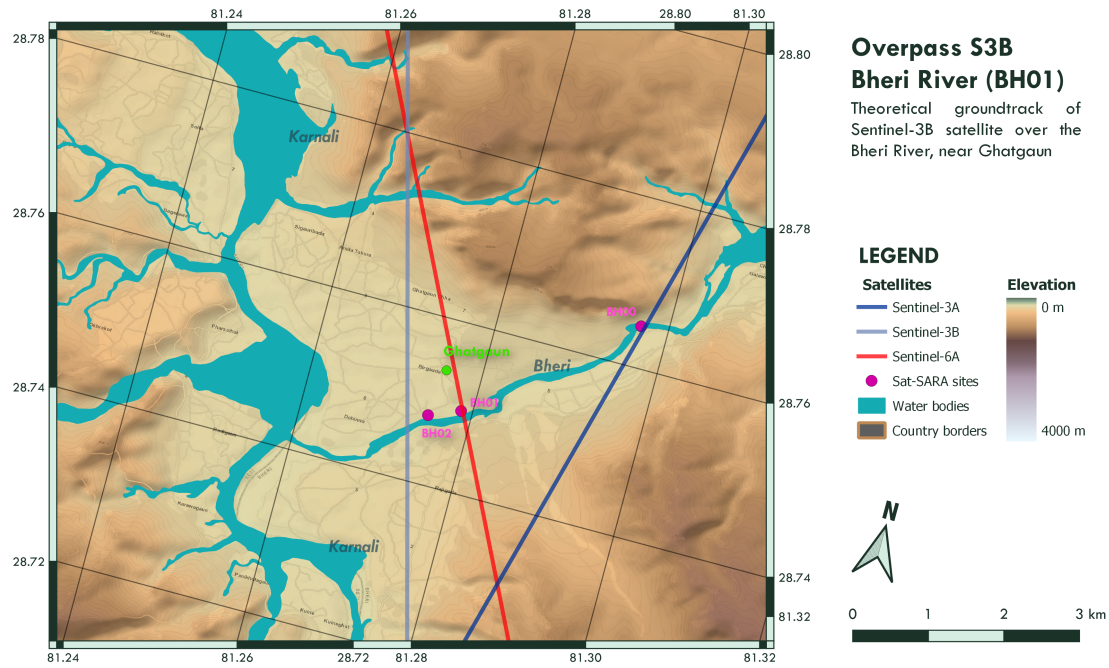 81.24
81.26
81.28
28.80
81.30
28.78
28.76
28.74
28.72
28.80
28.78
28.76
28.74
81.32
81.24
81.26
28.72
81.28
81.30
81.32
Karnali
BH00
Ghatgaun
Bheri
BH01
BH02
Karnali
Overpass S3B
Bheri River (BH01)
Theoretical groundtrack of
Sentinel-3B satellite over the
Bheri River, near Ghatgaun
LEGEND
Satellites
Sentinel-3A
Sentinel-3B
Sentinel-6A
Sat-SARA sites
Water bodies
Country borders
Elevation
0 m
4000 m
N
0
1
2
3 km